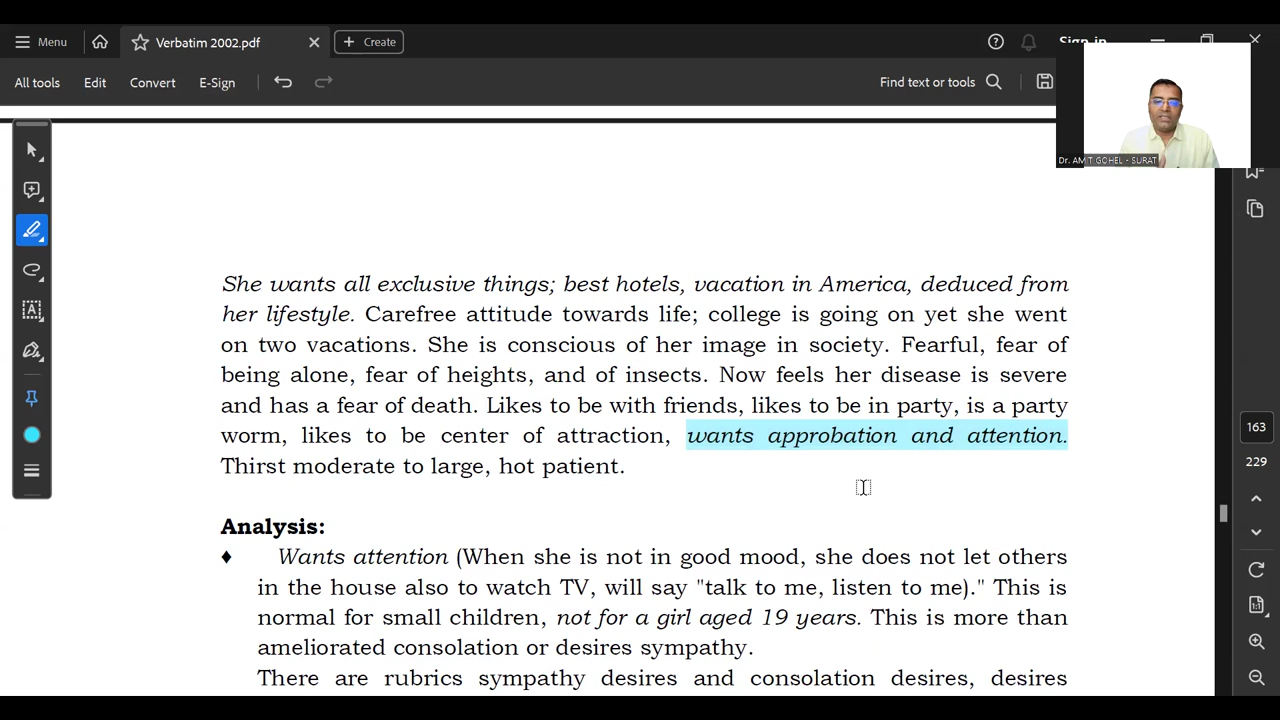 Menu
Verbatim 2002.pdf
Create
All tools
Edit
Convert
E-Sign
Find text or tools
Dr. AMIT GOHEL - SURAT
She wants all exclusive things; best hotels, vacation in America, deduced from
her lifestyle. Carefree attitude towards life; college is going on yet she went
on two vacations. She is conscious of her image in society. Fearful, fear of
being alone, fear of heights, and of insects. Now feels her disease is severe
and has a fear of death. Likes to be with friends, likes to be in party, is a party
worm, likes to be center of attraction, wants approbation and attention.
Thirst moderate to large, hot patient.
Analysis:
♦ Wants attention (When she is not in good mood, she does not let others
in the house also to watch TV, will say "talk to me, listen to me)." This is
normal for small children, not for a girl aged 19 years. This is more than
ameliorated consolation or desires sympathy.
There are rubrics sympathy desires and consolation desires, desires
163
229
1:1